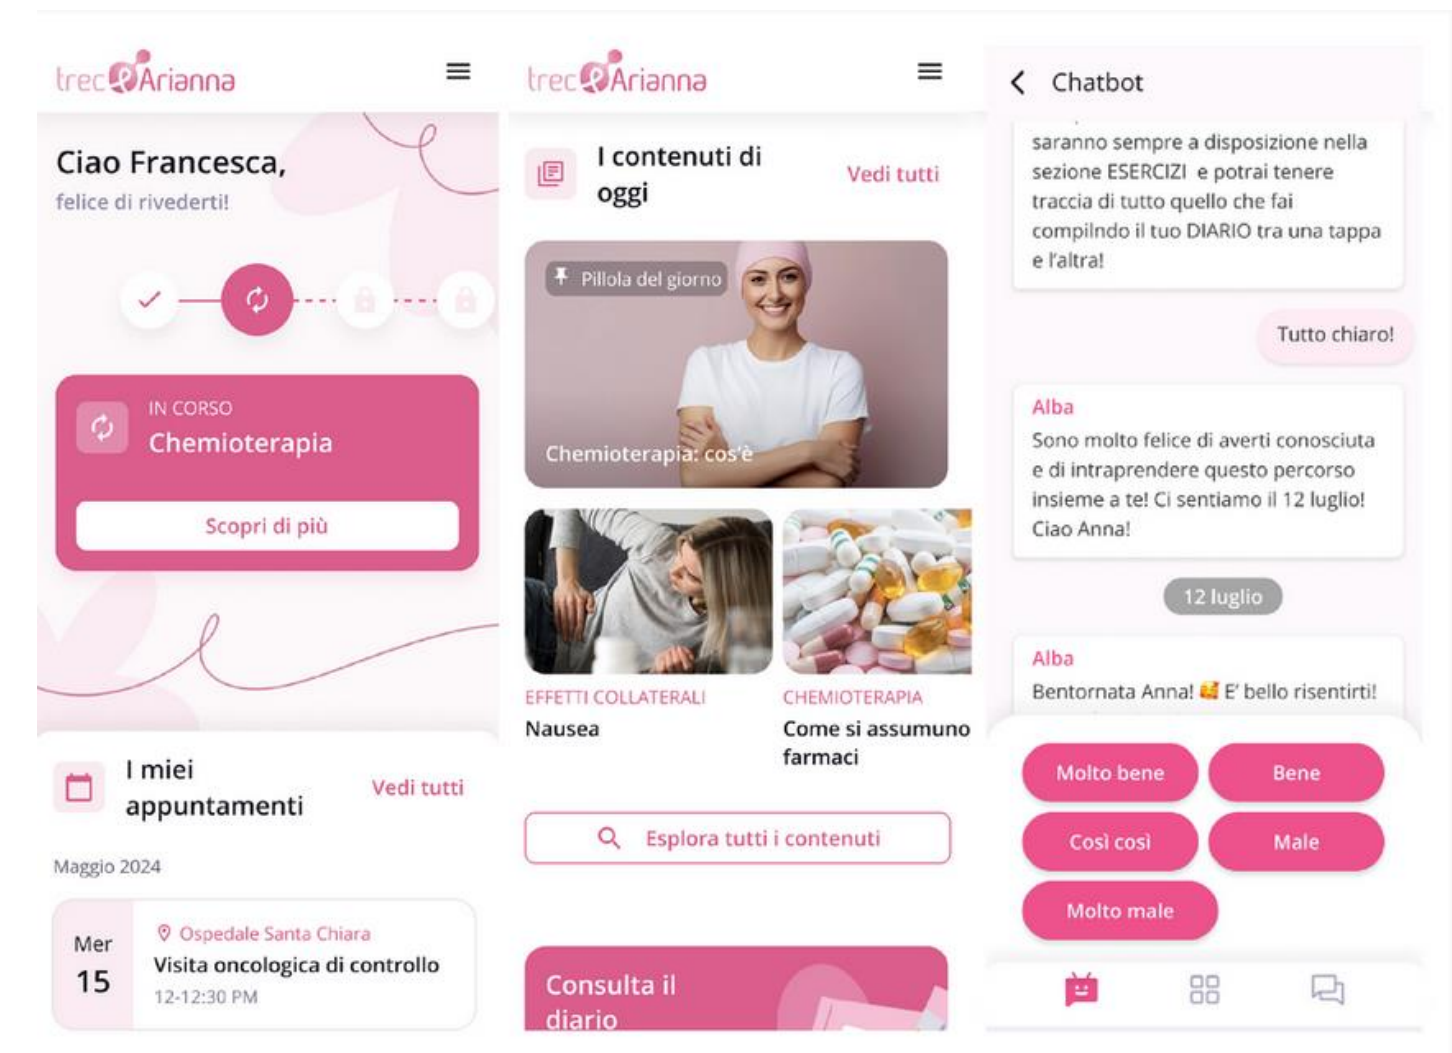 trec Arianna
Ciao Francesca,
felice di rivederti!
IN CORSO
Chemioterapia
Scopri di più
I miei
appuntamenti
Vedi tutti
Maggio 2024
Mer
15
Ospedale Santa Chiara
Visita oncologica di controllo
12-12:30 PM
trec Arianna
I contenuti di
oggi
Vedi tutti
Pillola del giorno
Chemioterapia: cos'è
EFFETTI COLLATERALI
Nausea
CHEMIOTERAPIA
Come si assumuno
farmaci
Esplora tutti i contenuti
Consulta il
diario
Chatbot
saranno sempre a disposizione nella
sezione ESERCIZI e potrai tenere
traccia di tutto quello che fai
compilndo il tuo DIARIO tra una tappa
e l'altra!
Tutto chiaro!
Alba
Sono molto felice di averti conosciuta
e di intraprendere questo percorso
insieme a te! Ci sentiamo il 12 luglio!
Ciao Anna!
12 luglio
Alba
Bentornata Anna! 🥰 E' bello risentirti!
Molto bene
Bene
Così così
Male
Molto male